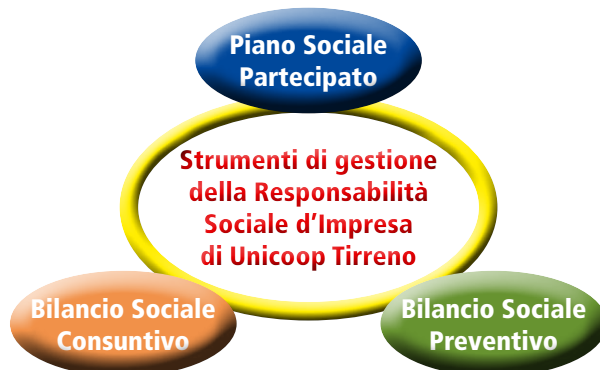 Piano Sociale
Partecipato
Strumenti di gestione
della Responsabilità
Sociale d’Impresa
di Unicoop Tirreno
Bilancio Sociale
Consuntivo
Bilancio Sociale
Preventivo